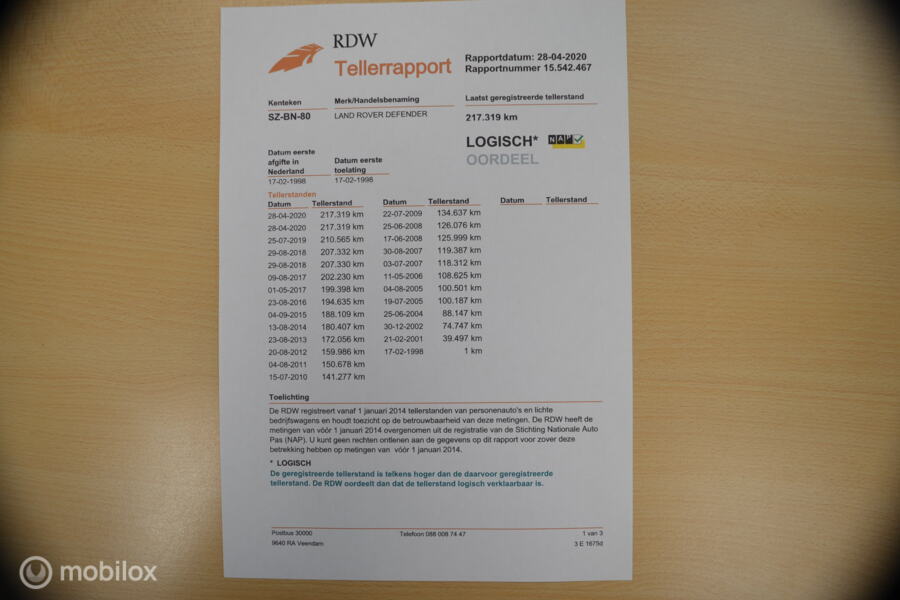 RDW
Tellerrapport
Rapportdatum: 28-04-2020
Rapportnummer 15.542.467
Kenteken
SZ-BN-80
Merk/Handelsbenaming
LAND ROVER DEFENDER
Laatst geregistreerde tellerstand
217.319 km
LOGISCH* NAP
OORDEEL
Datum eerste
afgifte in
Nederland
17-02-1998
Datum eerste
toelating
17-02-1998
Tellerstanden
Datum Tellerstand Datum Tellerstand Datum Tellerstand
28-04-2020 217.319 km 22-07-2009 134.637 km
28-04-2020 217.319 km 25-06-2008 126.076 km
25-07-2019 210.565 km 17-06-2008 125.999 km
29-08-2018 207.332 km 30-08-2007 119.387 km
29-08-2018 207.330 km 03-07-2007 118.312 km
09-08-2017 202.230 km 11-05-2006 108.625 km
01-05-2017 199.398 km 04-08-2005 100.501 km
23-08-2016 194.635 km 19-07-2005 100.187 km
04-09-2015 188.109 km 25-06-2004 88.147 km
13-08-2014 180.407 km 30-12-2002 74.747 km
23-08-2013 172.056 km 21-02-2001 39.497 km
20-08-2012 159.986 km 17-02-1998 1 km
04-08-2011 150.678 km
15-07-2010 141.277 km
Toelichting
De RDW registreert vanaf 1 januari 2014 tellerstanden van personenauto's en lichte
bedrijfswagens en houdt toezicht op de betrouwbaarheid van deze metingen. De RDW heeft de
metingen van vóór 1 januari 2014 overgenomen uit de registratie van de Stichting Nationale Auto
Pas (NAP). U kunt geen rechten ontlenen aan de gegevens op dit rapport voor zover deze
betrekking hebben op metingen van vóór 1 januari 2014.
* LOGISCH
De geregistreerde tellerstand is telkens hoger dan de daarvoor geregistreerde
tellerstand. De RDW oordeelt dan dat de tellerstand logisch verklaarbaar is.
Postbus 30000 Telefoon 088 008 74 47 1 van 3
9640 RA Veendam 3 E 1675d
mobilox